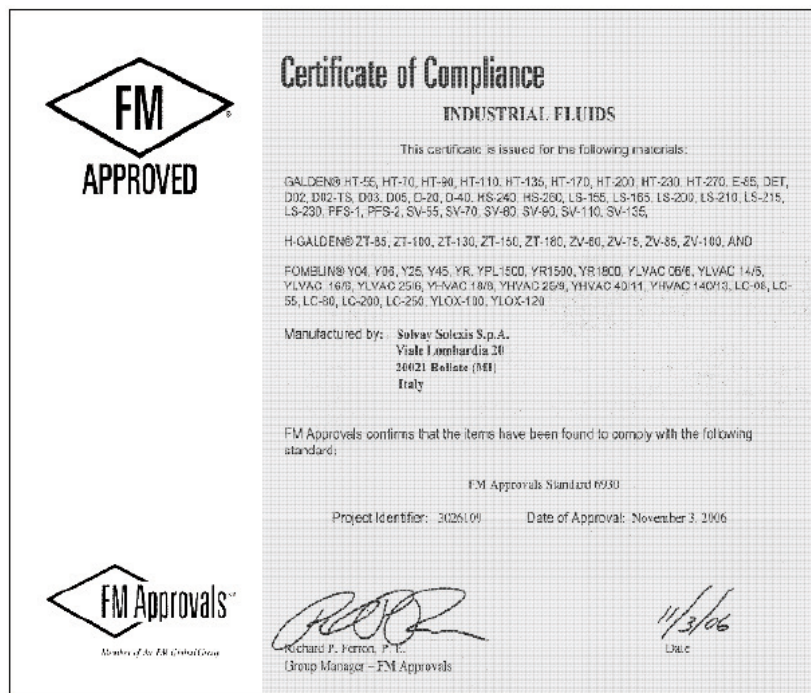 FM
®
APPROVED
Certificate of Compliance
INDUSTRIAL FLUIDS
This certificate is issued for the following materials:
GALDEN® HT-55, HT-70, HT-90, HT-110, HT-135, HT-170, HT-200, HT-230, HT-270, E-85, DET,
D02, D02-TS, D03, D05, D-20, D-40, HS-240, HS-260, LS-155, LS-165, LS-200, LS-210, LS-215,
LS-230, PFS-1, PFS-2, SV-55, SV-70, SV-80, SV-90, SV-110, SV-135,
H-GALDEN® ZT-85, ZT-100, ZT-130, ZT-150, ZT-180, ZV-60, ZV-75, ZV-85, ZV-100, AND
FOMBLIN® Y04, Y06, Y25, Y45, YR, YPL1500, YR1500, YR1800, YLVAC 06/6, YLVAC 14/6,
YLVAC 16/6, YLVAC 25/6, YHVAC 18/8, YHVAC 25/9, YHVAC 40/11, YHVAC 140/13, LC-08, LC-
55, LC-80, LC-200, LC-250, YLOX-100, YLOX-120
Manufactured by: Solvay Solexis S.p.A.
Viale Lombardia 20
20021 Bollate (MI)
Italy
FM Approvals confirms that the items have been found to comply with the following
standard:
FM Approvals Standard 6930
Project Identifier: 3026109 Date of Approval: November 3, 2006
FM Approvals
Member of the FM Global Group
11/3/06
Richard P. Ferron, P. E.
Date
Group Manager – FM Approvals